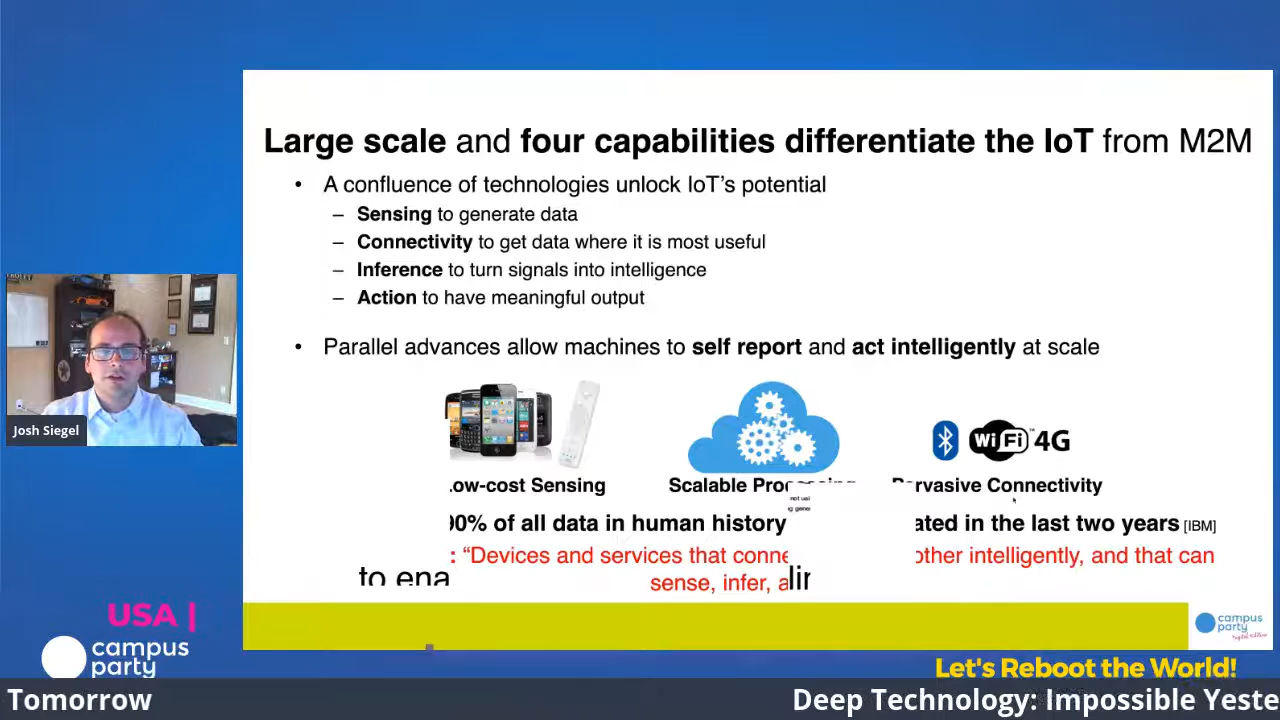 Large scale and four capabilities differentiate the IoT from M2M
• A confluence of technologies unlock IoT's potential
– Sensing to generate data
– Connectivity to get data where it is most useful
– Inference to turn signals into intelligence
– Action to have meaningful output
• Parallel advances allow machines to self report and act intelligently at scale
Josh Siegel
WiFi™ 4G
ow-cost Sensing
Scalable Processing
Pervasive Connectivity
90% of all data in human history
ated in the last two years [IBM]
: “Devices and services that conne
other intelligently, and that can
to ena
sense, infer, a
lin
USA |
campus
party
campus
party
Let's Reboot the World!
Tomorrow
Deep Technology: Impossible Yeste